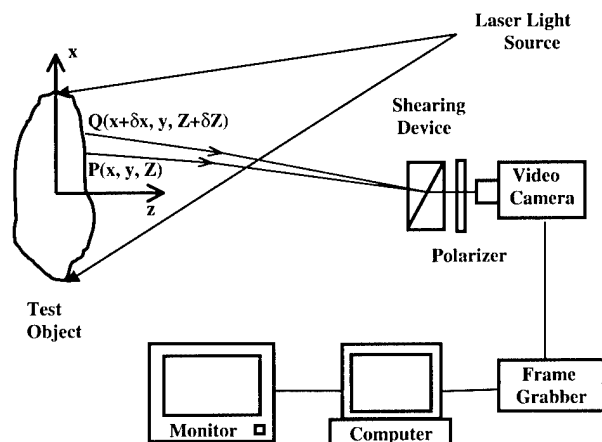 x
Laser Light
Source
Q(x+δx, y, Z+δZ)
Shearing
Device
P(x, y, Z)
z
Video
Camera
Polarizer
Test
Object
Frame
Grabber
Monitor
Computer